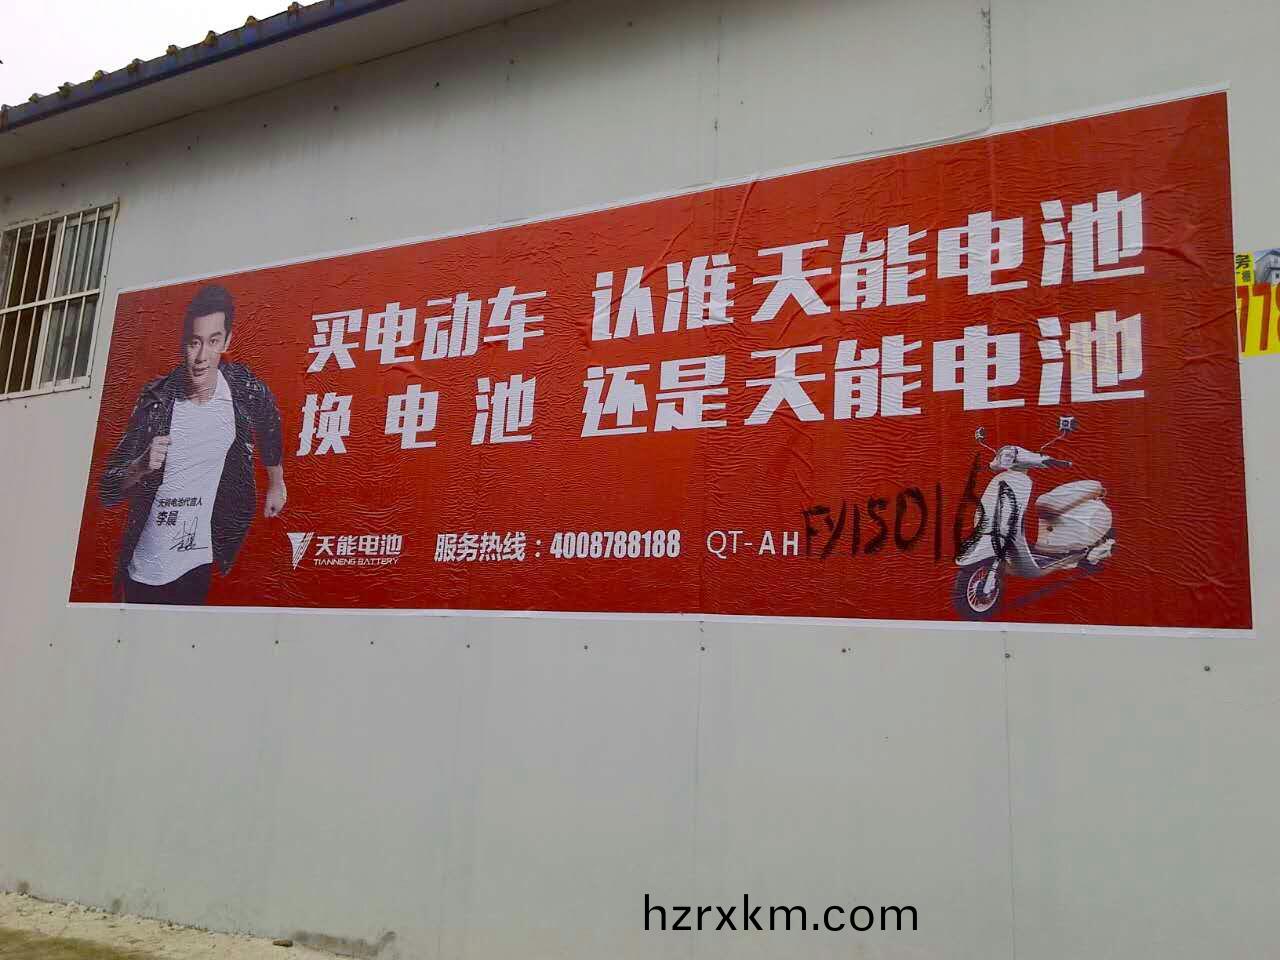 买电动车 认准天能电池
换电池 还是天能电池
天能电池代言人
李晨
天能电池
TIANNENG BATTERY
服务热线：4008788188
QT-AH FY150160
务
776
hzrxkm.com